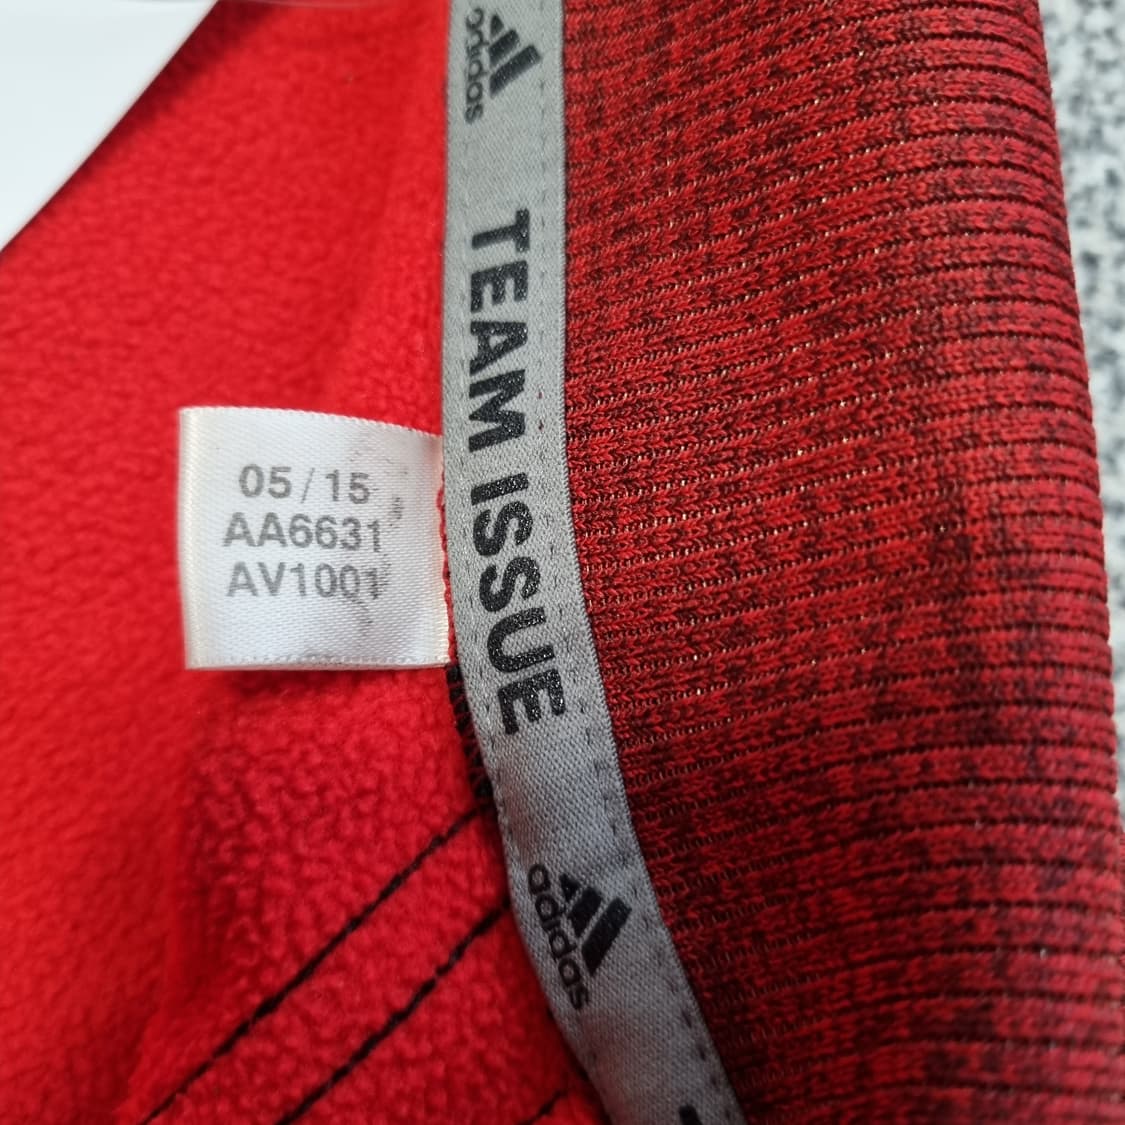 adidas
TEAM ISSUE
adidas
05/15
AA6631
AV1001